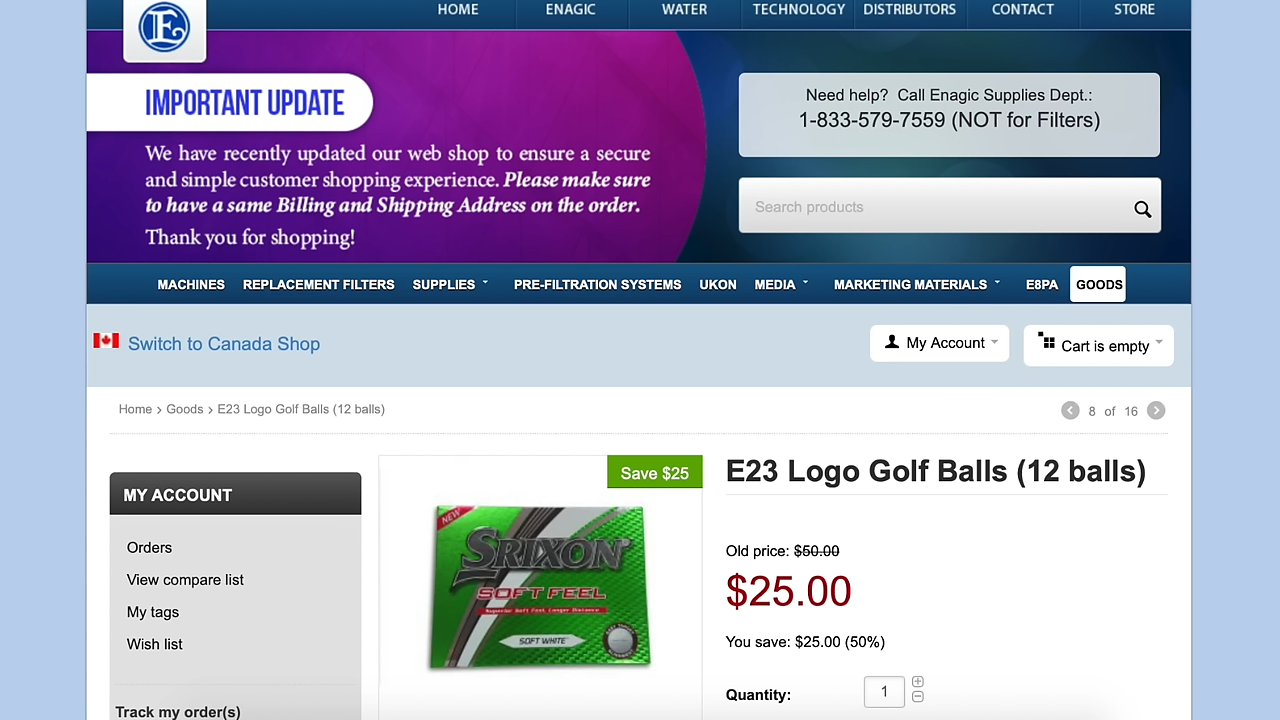 E
HOME ENAGIC WATER TECHNOLOGY DISTRIBUTORS CONTACT STORE
IMPORTANT UPDATE
We have recently updated our web shop to ensure a secure
and simple customer shopping experience. Please make sure
to have a same Billing and Shipping Address on the order.
Thank you for shopping!
Need help? Call Enagic Supplies Dept.:
1-833-579-7559 (NOT for Filters)
Search products
MACHINES REPLACEMENT FILTERS SUPPLIES PRE-FILTRATION SYSTEMS UKON MEDIA MARKETING MATERIALS E8PA GOODS
Switch to Canada Shop
My Account
Cart is empty
Home › Goods › E23 Logo Golf Balls (12 balls)
8 of 16
MY ACCOUNT
Orders
View compare list
My tags
Wish list
Track my order(s)
Save $25
NEW
SRIXON
SOFT FEEL
Superior Soft Feel, Longer Distance
SOFT WHITE
E23 Logo Golf Balls (12 balls)
Old price: $50.00
$25.00
You save: $25.00 (50%)
Quantity: 1